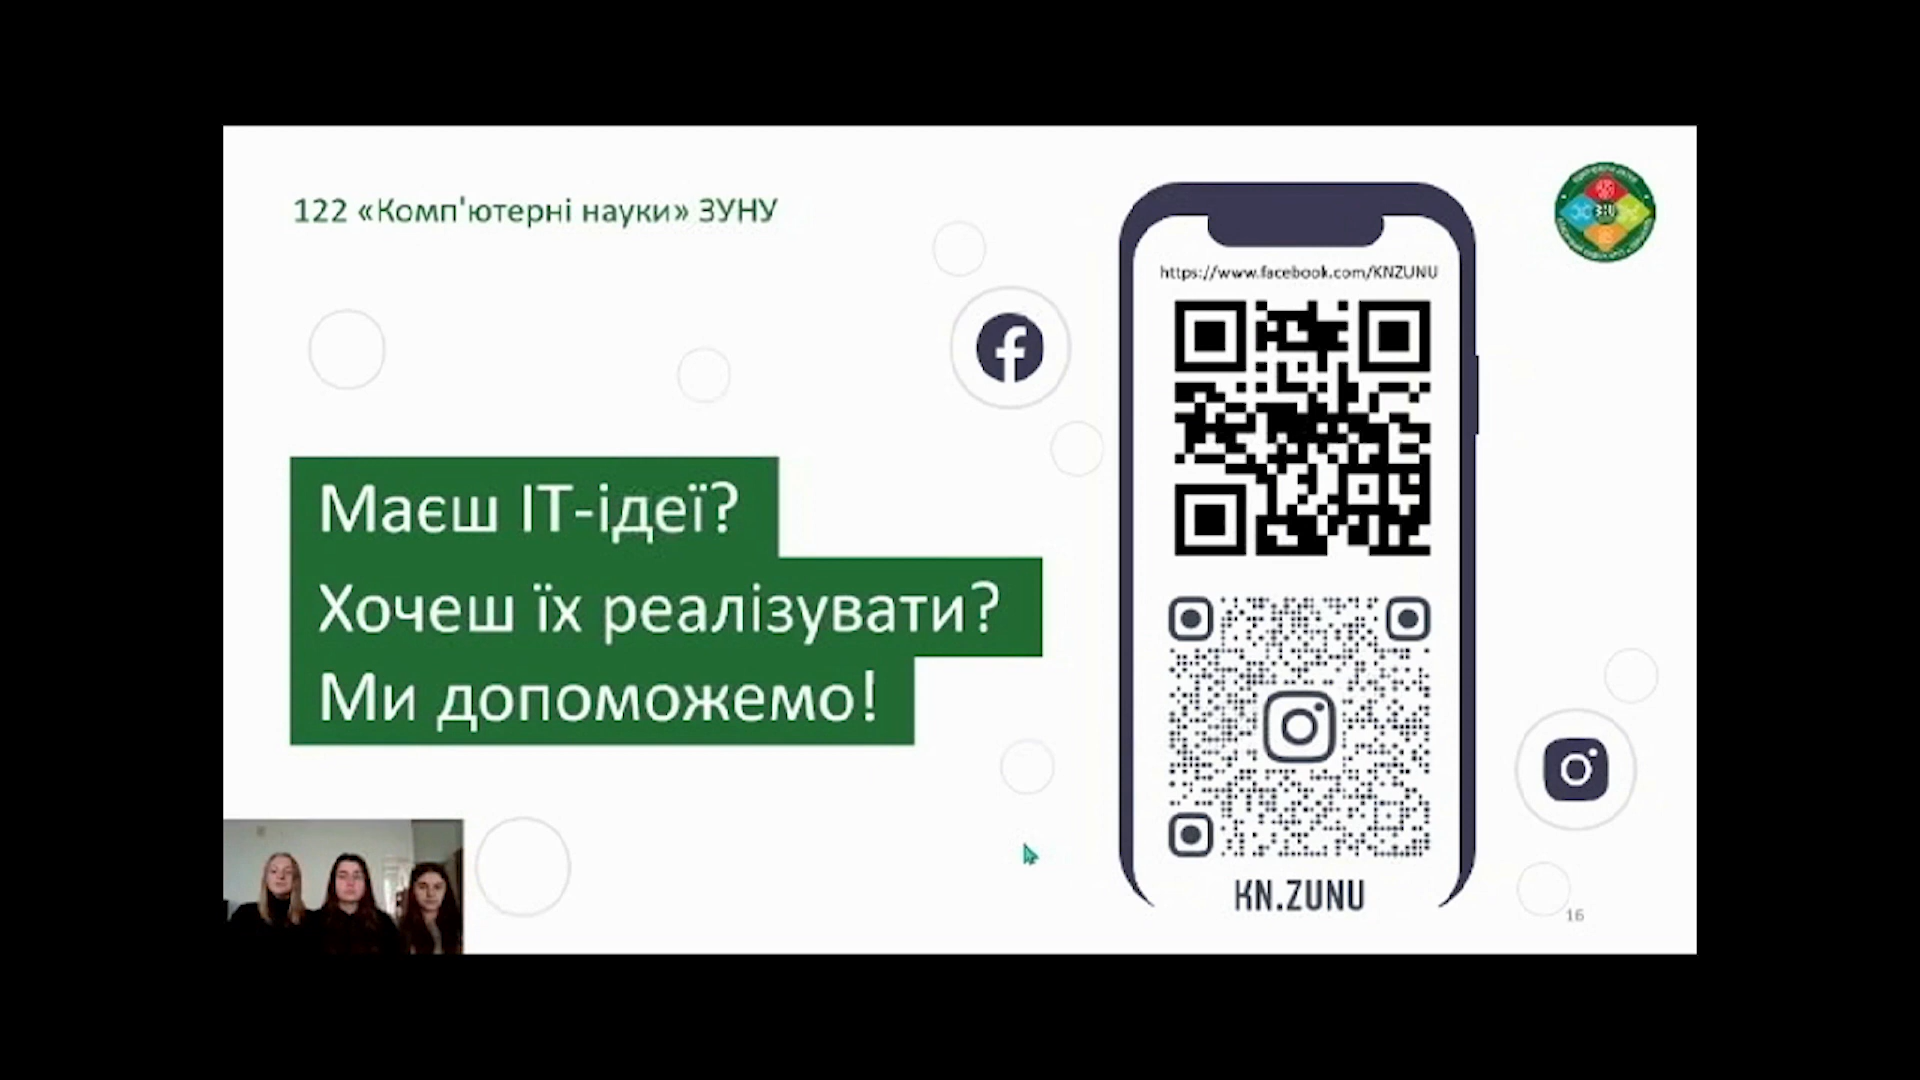 122 «Комп'ютерні науки» ЗУНУ
https://www.facebook.com/KNZUNU
Маєш ІТ-ідеї?
Хочеш їх реалізувати?
Ми допоможемо!
KN.ZUNU
16